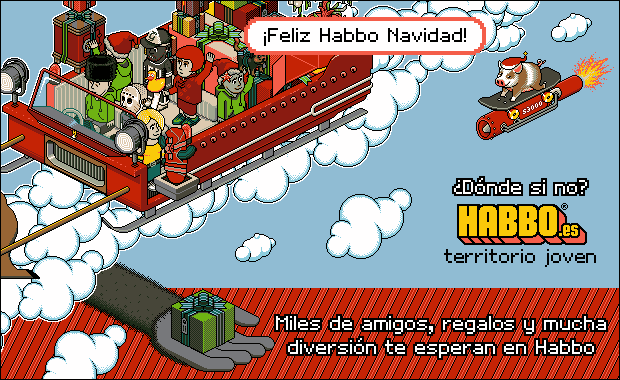 ¡Feliz Habbo Navidad!
S3000
¿Dónde si no?
HABBO®.es
territorio joven
Miles de amigos, regalos y mucha
diversión te esperan en Habbo